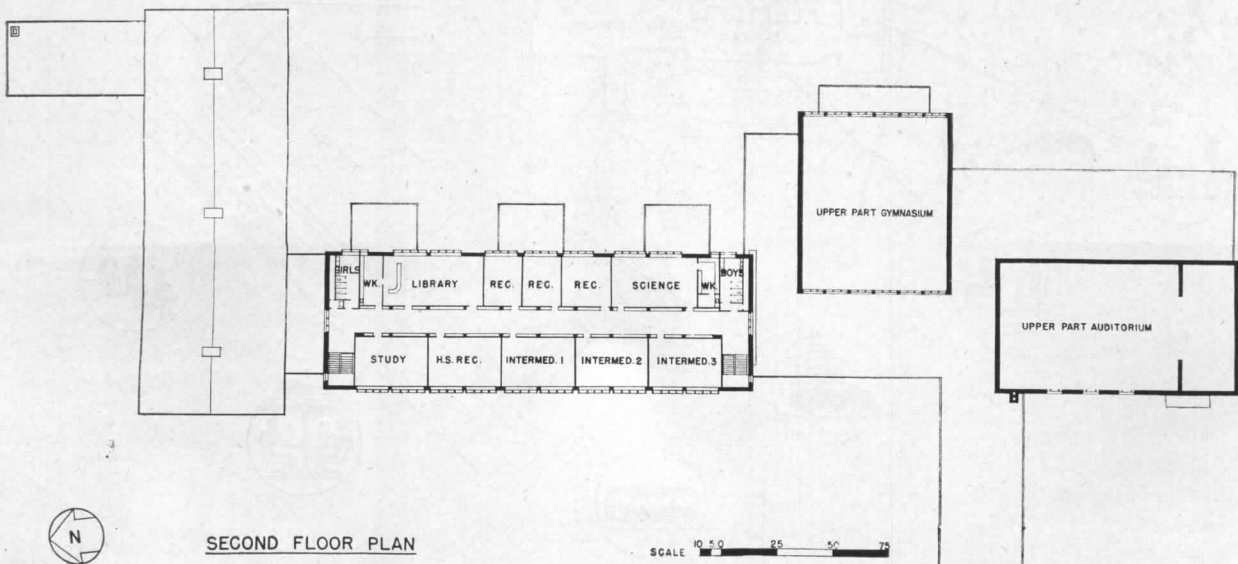 UPPER PART GYMNASIUM
GIRLS
WK.
LIBRARY
REC.
REC.
REC.
SCIENCE
WK.
BOYS
UPPER PART AUDITORIUM
STUDY
H.S. REC.
INTERMED. 1
INTERMED. 2
INTERMED. 3
N
SECOND FLOOR PLAN
SCALE 10 5 0 25 50 75